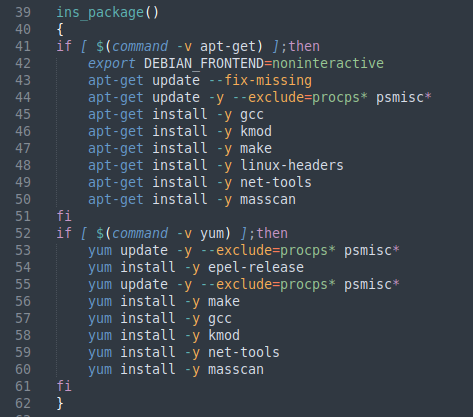 39 ins_package()
40 {
41 if [ $(command -v apt-get) ];then
42 export DEBIAN_FRONTEND=noninteractive
43 apt-get update --fix-missing
44 apt-get update -y --exclude=procps* psmisc*
45 apt-get install -y gcc
46 apt-get install -y kmod
47 apt-get install -y make
48 apt-get install -y linux-headers
49 apt-get install -y net-tools
50 apt-get install -y masscan
51 fi
52 if [ $(command -v yum) ];then
53 yum update -y --exclude=procps* psmisc*
54 yum install -y epel-release
55 yum update -y --exclude=procps* psmisc*
56 yum install -y make
57 yum install -y gcc
58 yum install -y kmod
59 yum install -y net-tools
60 yum install -y masscan
61 fi
62 }